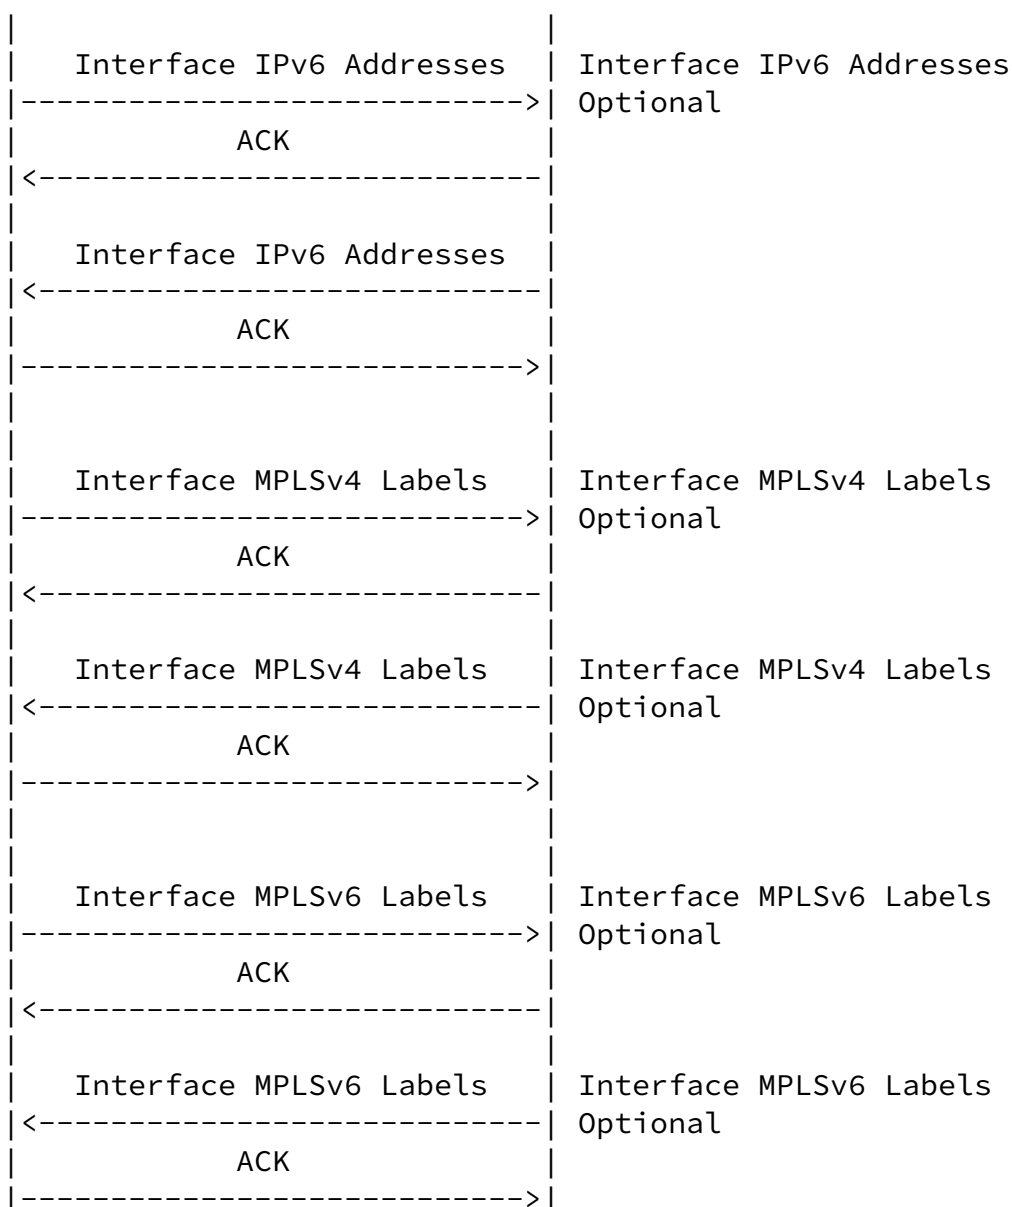 |                             |
|   Interface IPv6 Addresses  | Interface IPv6 Addresses
|---------------------------->| Optional
|            ACK              |
|<----------------------------|
|                             |
|   Interface IPv6 Addresses  |
|<----------------------------|
|            ACK              |
|---------------------------->|
|                             |
|                             |
|   Interface MPLSv4 Labels   | Interface MPLSv4 Labels
|---------------------------->| Optional
|            ACK              |
|<----------------------------|
|                             |
|   Interface MPLSv4 Labels   | Interface MPLSv4 Labels
|<----------------------------| Optional
|            ACK              |
|---------------------------->|
|                             |
|                             |
|   Interface MPLSv6 Labels   | Interface MPLSv6 Labels
|---------------------------->| Optional
|            ACK              |
|<----------------------------|
|                             |
|   Interface MPLSv6 Labels   | Interface MPLSv6 Labels
|<----------------------------| Optional
|            ACK              |
|---------------------------->|